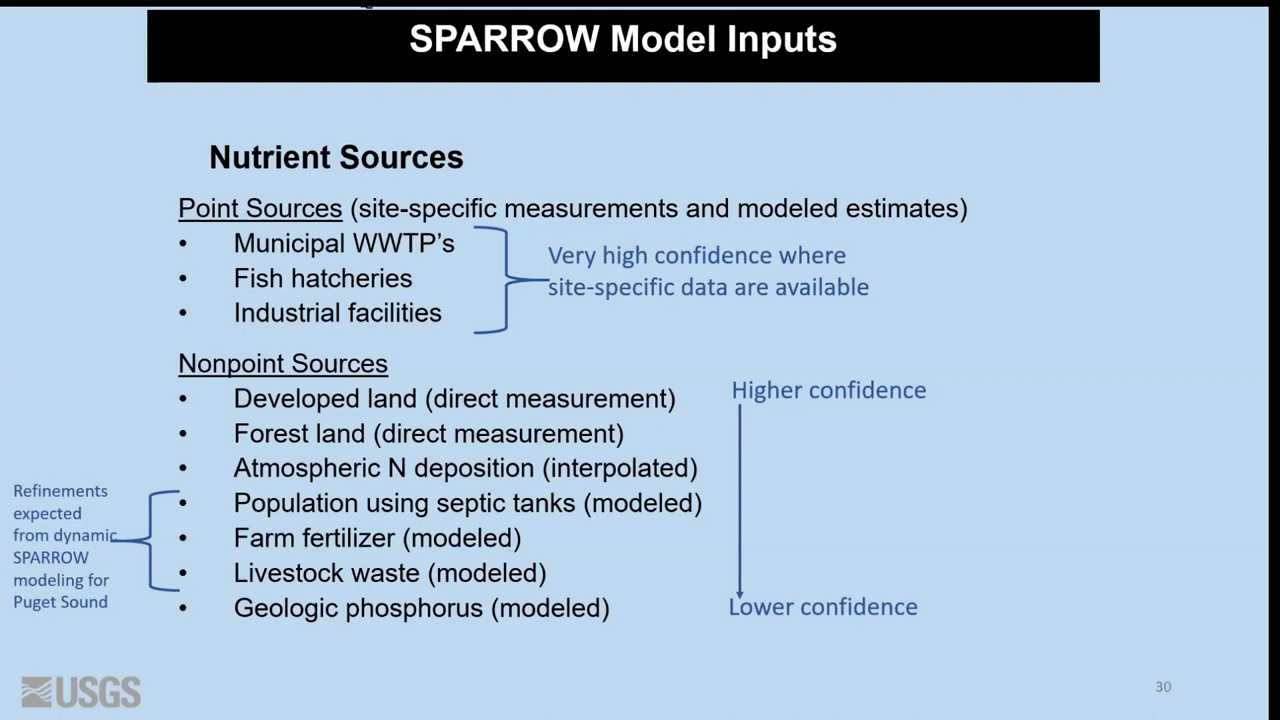 SPARROW Model Inputs
Nutrient Sources
Point Sources (site-specific measurements and modeled estimates)
• Municipal WWTP's
• Fish hatcheries
• Industrial facilities
Very high confidence where
site-specific data are available
Nonpoint Sources
• Developed land (direct measurement)
• Forest land (direct measurement)
• Atmospheric N deposition (interpolated)
• Population using septic tanks (modeled)
• Farm fertilizer (modeled)
• Livestock waste (modeled)
• Geologic phosphorus (modeled)
Higher confidence
Lower confidence
Refinements
expected
from dynamic
SPARROW
modeling for
Puget Sound
USGS
30